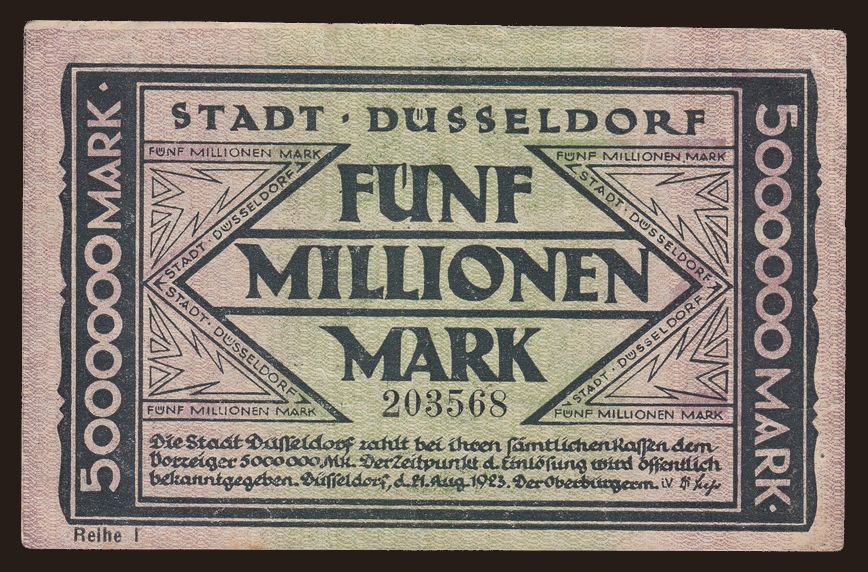 STADT · DÜSSELDORF
FÜNF MILLIONEN MARK
FÜNF MILLIONEN MARK
STADT · DÜSSELDORF
STADT · DÜSSELDORF
FÜNF
MILLIONEN
MARK
5000000 MARK ·
5000000 MARK ·
STADT · DÜSSELDORF
STADT · DÜSSELDORF
203568
FÜNF MILLIONEN MARK
FÜNF MILLIONEN MARK
Die Stadt Düsseldorf zahlt bei ihren sämtlichen Kassen dem
Vorzeiger 5000000 Mk. Der Zeitpunkt d. Einlösung wird öffentlich
bekanntgegeben. Düsseldorf, d. 21. Aug. 1923. Der Oberbürgerm. i.V
Reihe 1